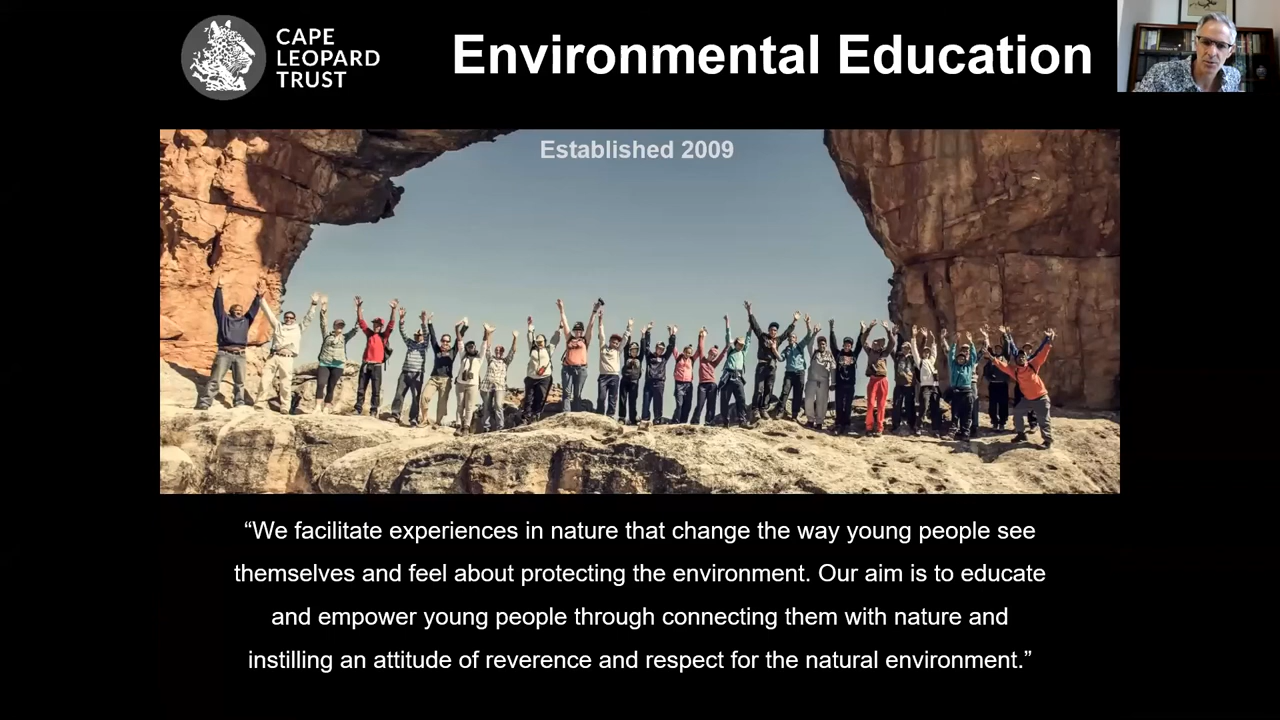 CAPE
LEOPARD
TRUST
Environmental Education
Established 2009
“We facilitate experiences in nature that change the way young people see
themselves and feel about protecting the environment. Our aim is to educate
and empower young people through connecting them with nature and
instilling an attitude of reverence and respect for the natural environment.”